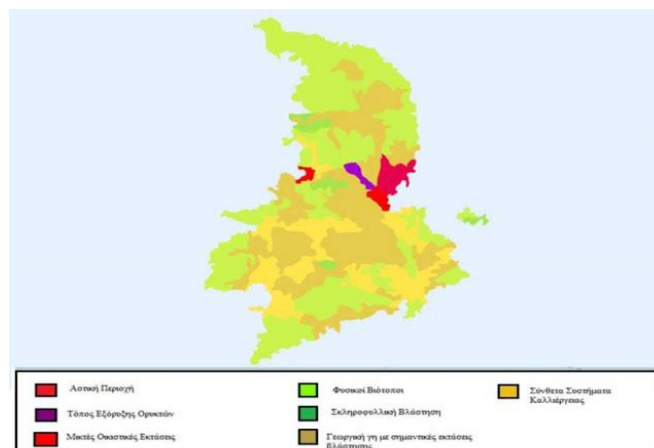 Αστική Περιοχή
Τόπος Εξόρυξης Ορυκτών
Μικτές Οικιστικές Εκτάσεις
Φυσικοί Βιότοποι
Σκληροφυλλική Βλάστηση
Γεωργική γη με σημαντικές εκτάσεις
βλάστησης
Σύνθετα Συστήματα
Καλλιέργειας